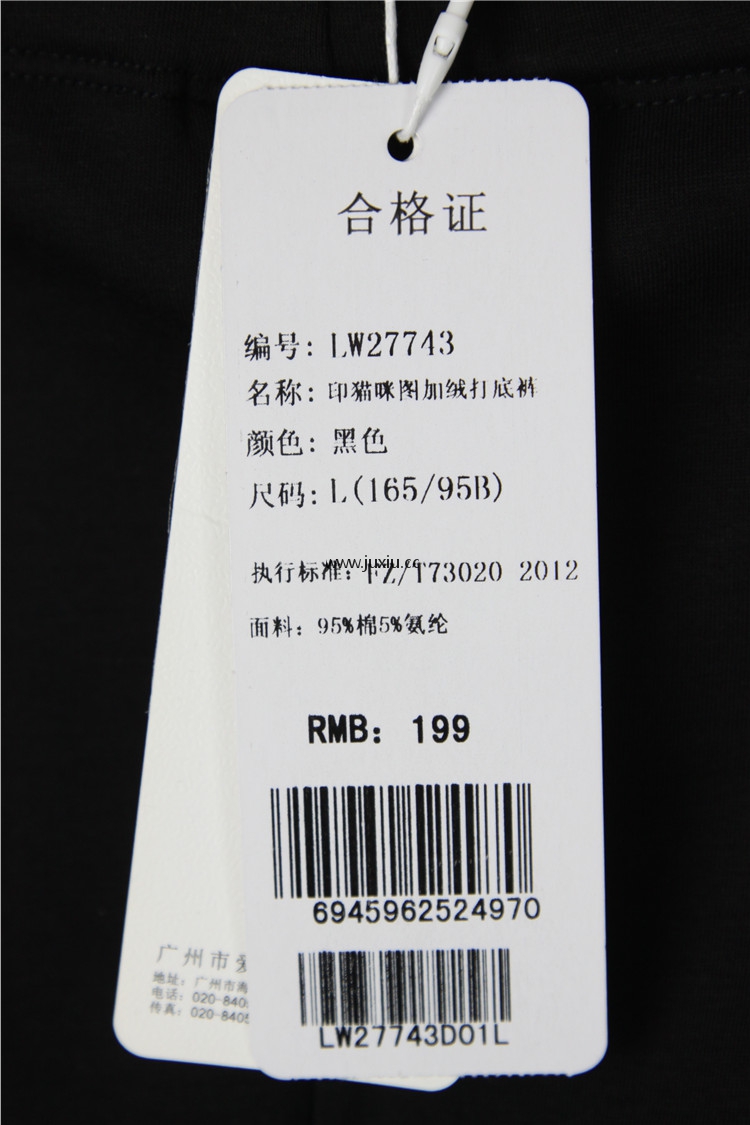 合格证
编号: LW27743
名称: 印猫咪图加绒打底裤
颜色: 黑色
尺码: L(165/95B)
www.juxiu.cc
执行标准: FZ/T73020 2012
面料: 95%棉5%氨纶
RMB: 199
6945962524970
LW27743D01L
广州市爱
地址: 广州市海
电话: 020-840
传真: 020-8405